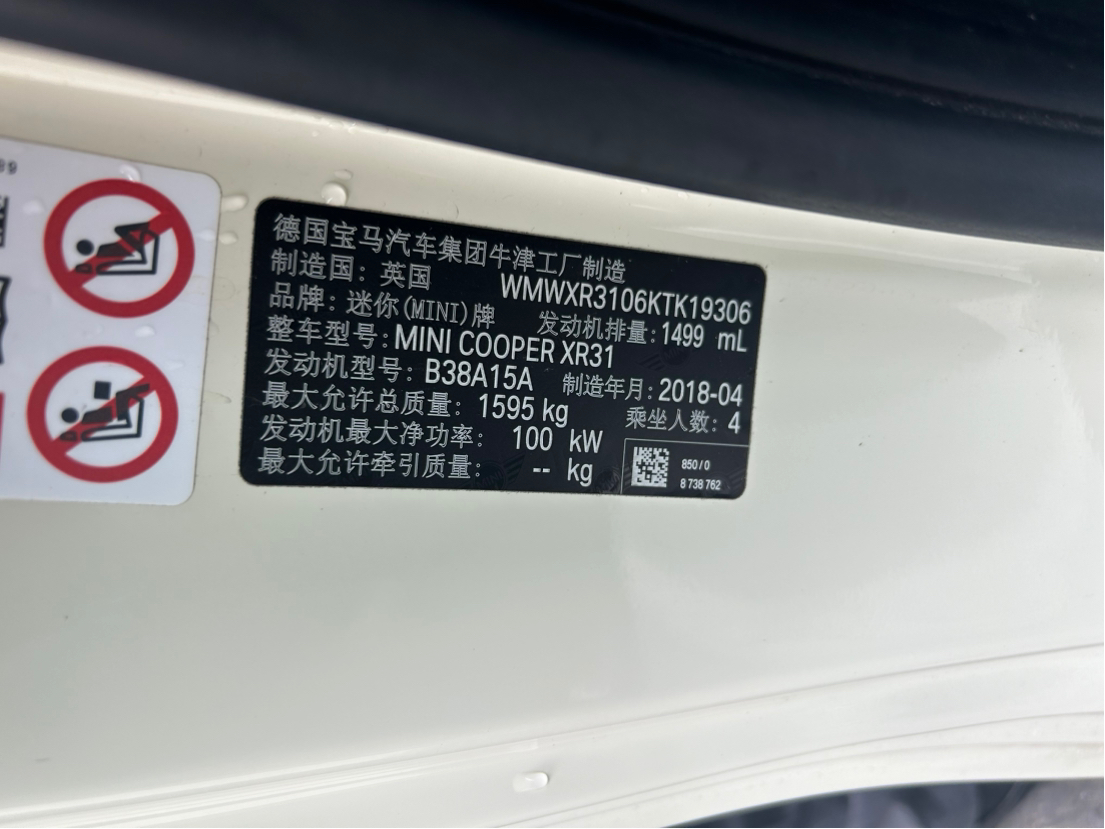 德国宝马汽车集团牛津工厂制造
制造国：英国 WMWXR3106KTK19306
品牌：迷你(MINI)牌 发动机排量：1499 mL
整车型号：MINI COOPER XR31
发动机型号：B38A15A 制造年月：2018-04
最大允许总质量：1595 kg 乘坐人数：4
发动机最大净功率：100 kW
最大允许牵引质量：-- kg
850/0
8 738 762